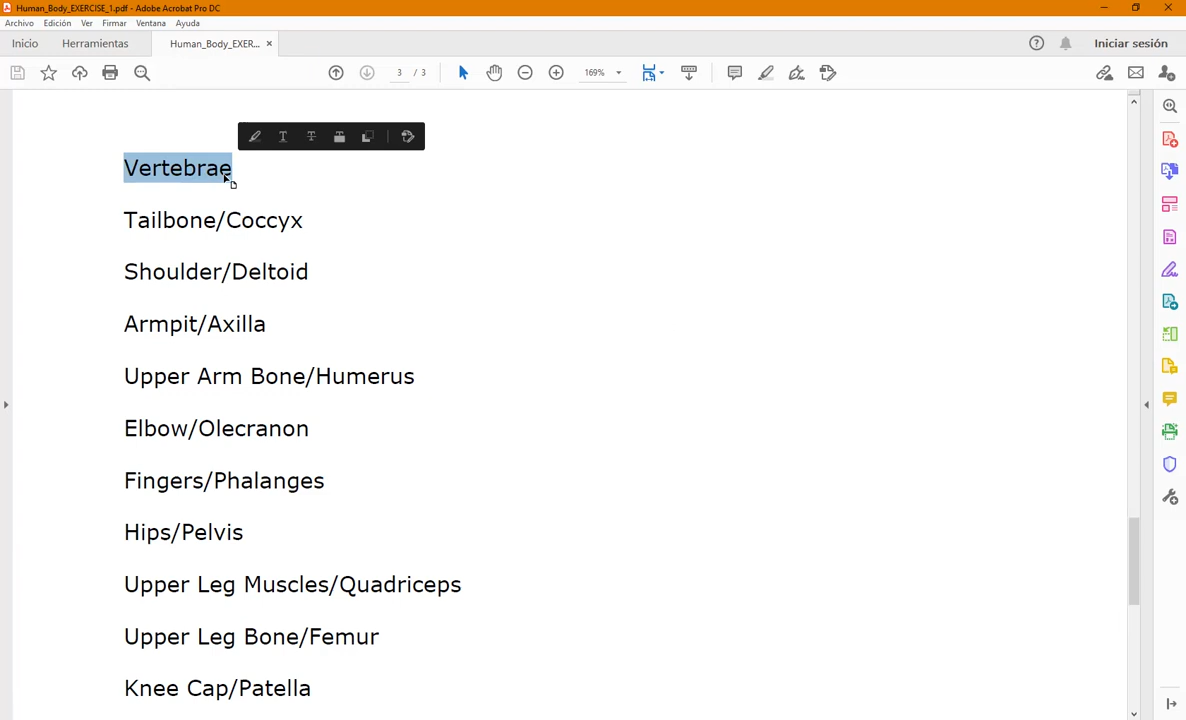 Human_Body_EXERCISE_1.pdf - Adobe Acrobat Pro DC
Archivo Edición Ver Firmar Ventana Ayuda
Inicio Herramientas Human_Body_EXER... × Iniciar sesión
3 / 3 169%
Vertebrae
Tailbone/Coccyx
Shoulder/Deltoid
Armpit/Axilla
Upper Arm Bone/Humerus
Elbow/Olecranon
Fingers/Phalanges
Hips/Pelvis
Upper Leg Muscles/Quadriceps
Upper Leg Bone/Femur
Knee Cap/Patella